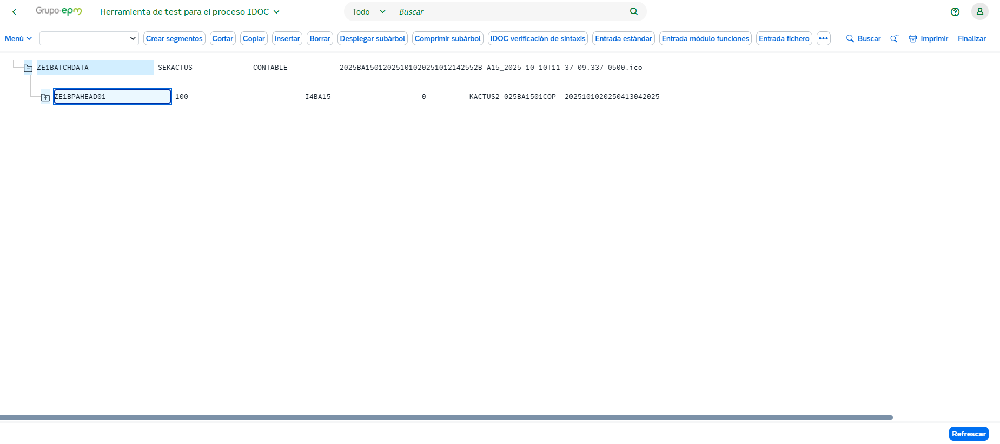 Grupo·epm Herramienta de test para el proceso IDOC Todo Buscar
Menú Crear segmentos Cortar Copiar Insertar Borrar Desplegar subárbol Comprimir subárbol IDOC verificación de sintaxis Entrada estándar Entrada módulo funciones Entrada fichero ••• Buscar Imprimir Finalizar
ZE1BATCHDATA SEKACTUS CONTABLE 2025BA15012025101020251012142552B A15_2025-10-10T11-37-09.337-0500.ico
ZE1BPAHEAD01 100 I4BA15 0 KACTUS2 025BA1501COP 2025101020250413042025
Refrescar